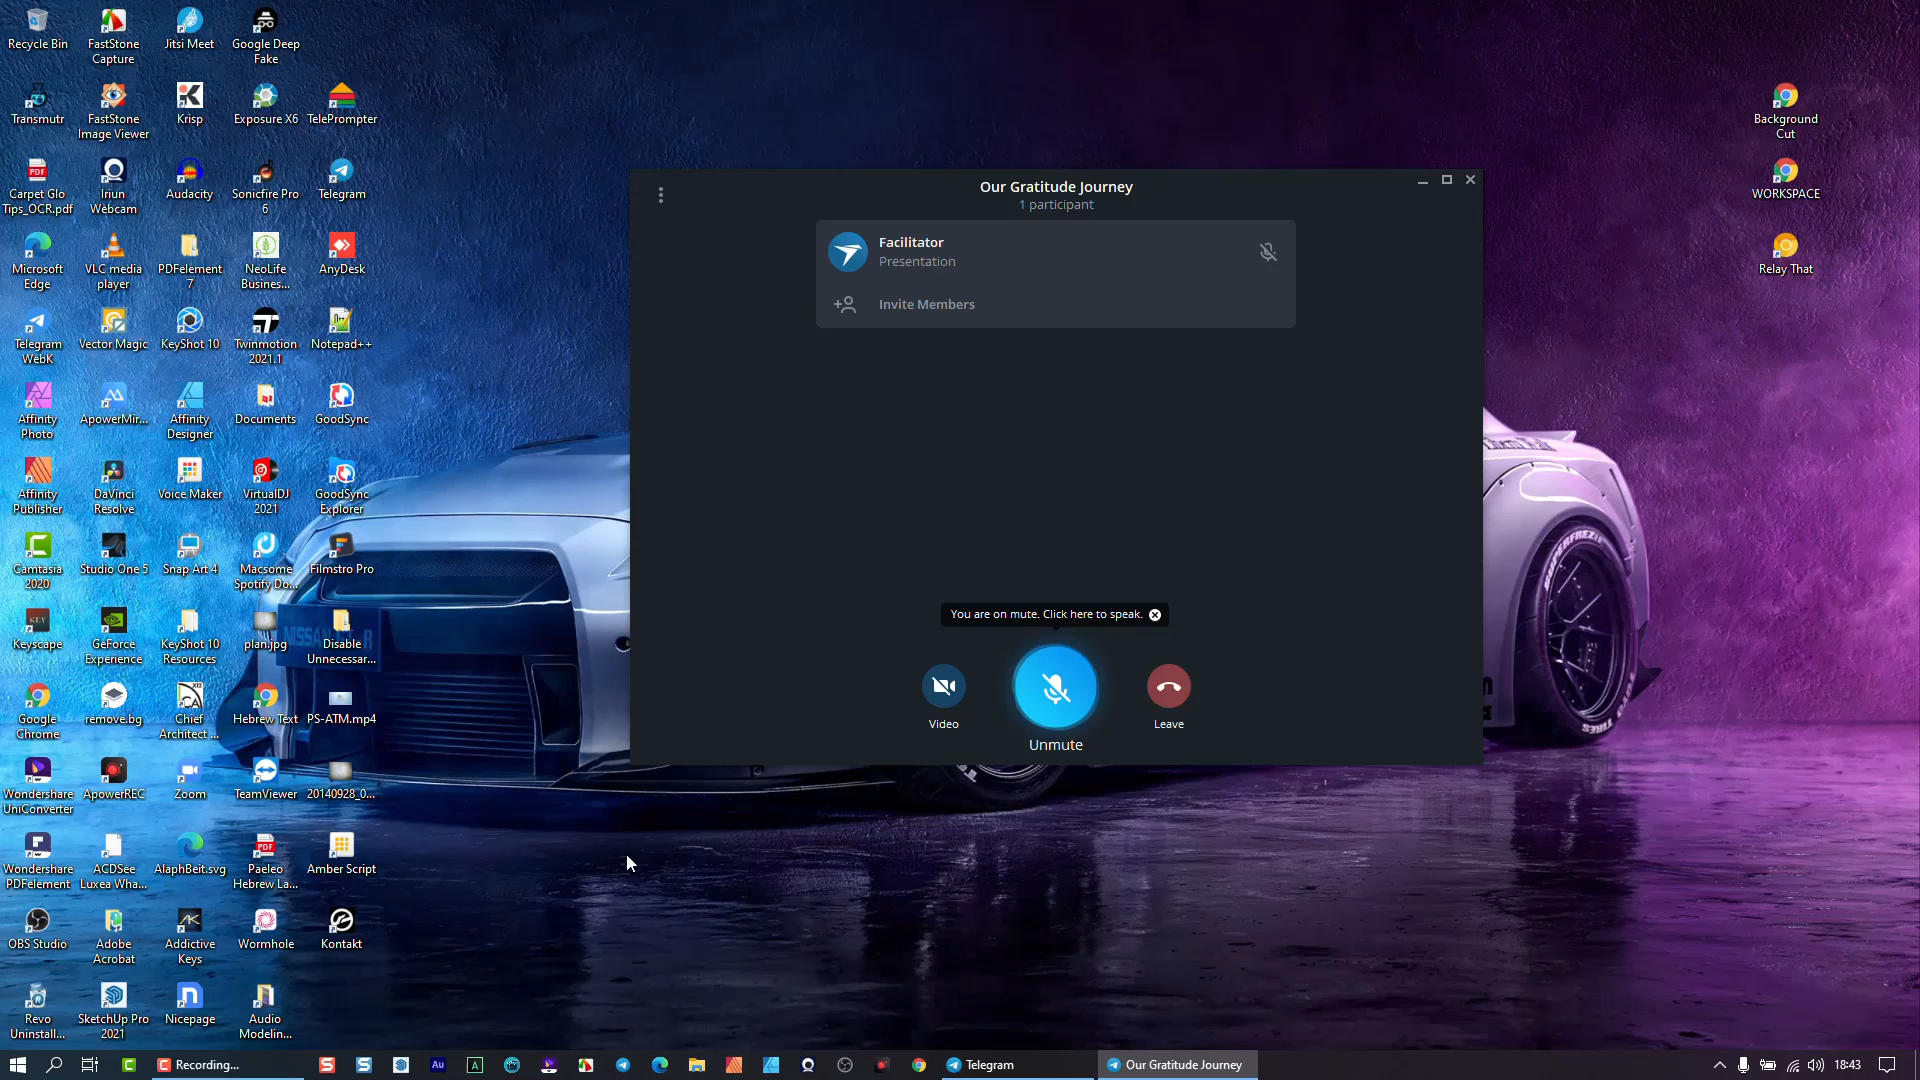 Recycle Bin
FastStone
Capture
Jitsi Meet
Google Deep
Fake
Transmutr
FastStone
Image Viewer
Krisp
Exposure X6
TelePrompter
Carpet Glo
Tips_OCR.pdf
Iriun
Webcam
Audacity
Sonicfire Pro
6
Telegram
Microsoft
Edge
VLC media
player
PDFelement
7
NeoLife
Busines...
AnyDesk
Telegram
WebK
Vector Magic
KeyShot 10
Twinmotion
2021.1
Notepad++
Affinity
Photo
ApowerMir...
Affinity
Designer
Documents
GoodSync
Affinity
Publisher
DaVinci
Resolve
Voice Maker
VirtualDJ
2021
GoodSync
Explorer
Camtasia
2020
Studio One 5
Snap Art 4
Macsome
Spotify Do...
Filmstro Pro
KEY
Keyscape
GeForce
Experience
KeyShot 10
Resources
plan.jpg
Disable
Unnecessar...
Google
Chrome
remove.bg
Chief
Architect ...
Hebrew Text
PS-ATM.mp4
Wondershare
UniConverter
ApowerREC
Zoom
TeamViewer
20140928_0...
Wondershare
PDFelement
ACDSee
Luxea Wha...
AlaphBeit.svg
Paeleo
Hebrew La...
Amber Script
OBS Studio
Adobe
Acrobat
Addictive
Keys
Wormhole
Kontakt
Revo
Uninstall...
SketchUp Pro
2021
Nicepage
Audio
Modelin...
Background
Cut
WORKSPACE
Relay That
Our Gratitude Journey
1 participant
Facilitator
Presentation
Invite Members
You are on mute. Click here to speak.
Video
Unmute
Leave
Recording...
Au
Telegram
Our Gratitude Journey
18:43